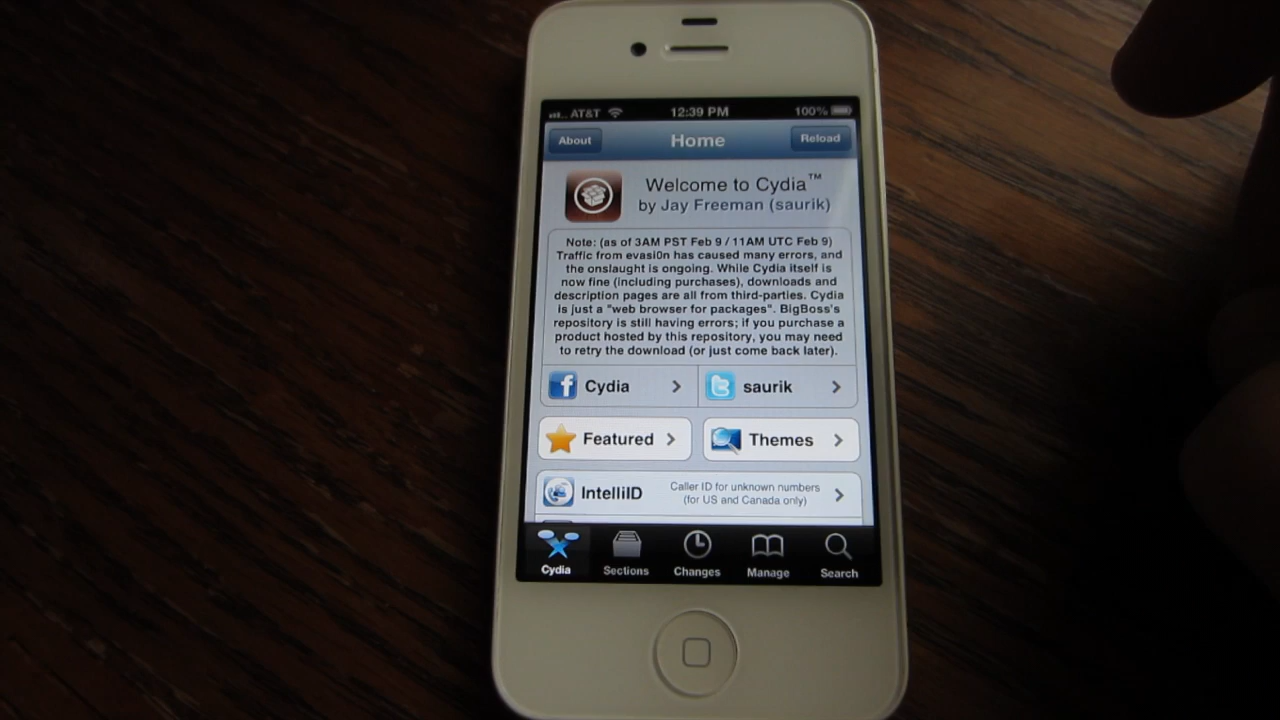 AT&T 12:39 PM 100%
About Home Reload
Welcome to Cydia™
by Jay Freeman (saurik)
Note: (as of 3AM PST Feb 9 / 11AM UTC Feb 9)
Traffic from evasi0n has caused many errors, and
the onslaught is ongoing. While Cydia itself is
now fine (including purchases), downloads and
description pages are all from third-parties. Cydia
is just a "web browser for packages". BigBoss's
repository is still having errors; if you purchase a
product hosted by this repository, you may need
to retry the download (or just come back later).
Cydia saurik
Featured Themes
IntelliID Caller ID for unknown numbers
(for US and Canada only)
Cydia Sections Changes Manage Search